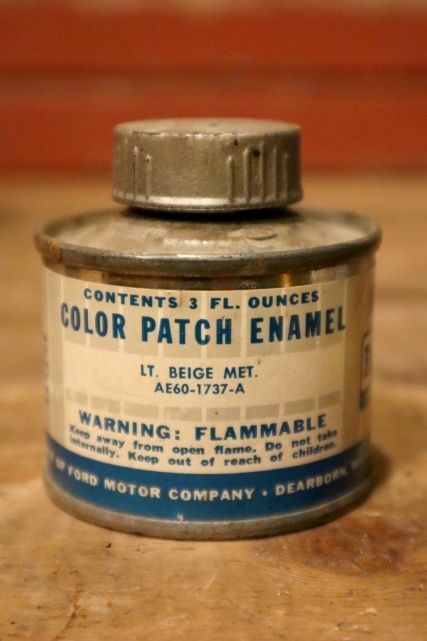 CONTENTS 3 FL. OUNCES
COLOR PATCH ENAMEL
LT. BEIGE MET.
AE60-1737-A
WARNING: FLAMMABLE
Keep away from open flame. Do not take
internally. Keep out of reach of children.
OF FORD MOTOR COMPANY • DEARBORN,